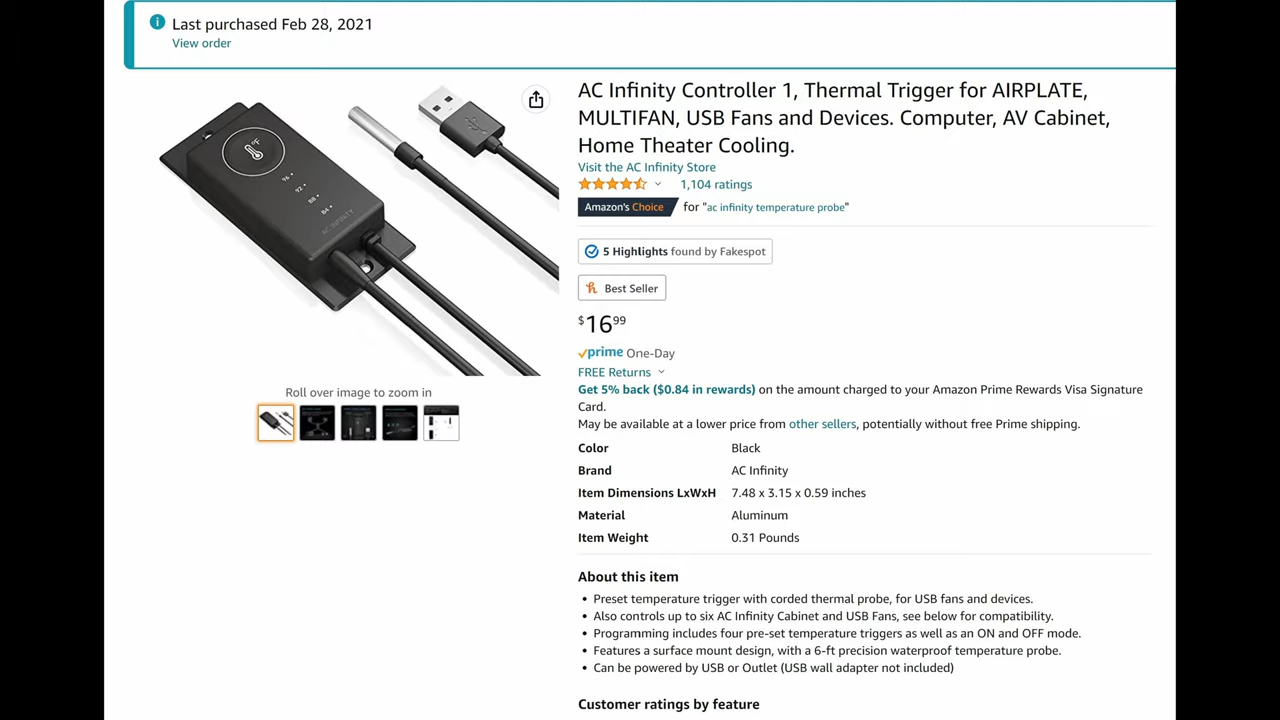 Last purchased Feb 28, 2021
View order
AC Infinity Controller 1, Thermal Trigger for AIRPLATE,
MULTIFAN, USB Fans and Devices. Computer, AV Cabinet,
Home Theater Cooling.
Visit the AC Infinity Store
1,104 ratings
Amazon's Choice for "ac infinity temperature probe"
5 Highlights found by Fakespot
Best Seller
$16 99
prime One-Day
FREE Returns
Get 5% back ($0.84 in rewards) on the amount charged to your Amazon Prime Rewards Visa Signature
Card.
May be available at a lower price from other sellers, potentially without free Prime shipping.
Color Black
Brand AC Infinity
Item Dimensions LxWxH 7.48 x 3.15 x 0.59 inches
Material Aluminum
Item Weight 0.31 Pounds
About this item
• Preset temperature trigger with corded thermal probe, for USB fans and devices.
• Also controls up to six AC Infinity Cabinet and USB Fans, see below for compatibility.
• Programming includes four pre-set temperature triggers as well as an ON and OFF mode.
• Features a surface mount design, with a 6-ft precision waterproof temperature probe.
• Can be powered by USB or Outlet (USB wall adapter not included)
Customer ratings by feature
°F
96
92
88
84
AC INFINITY
Roll over image to zoom in